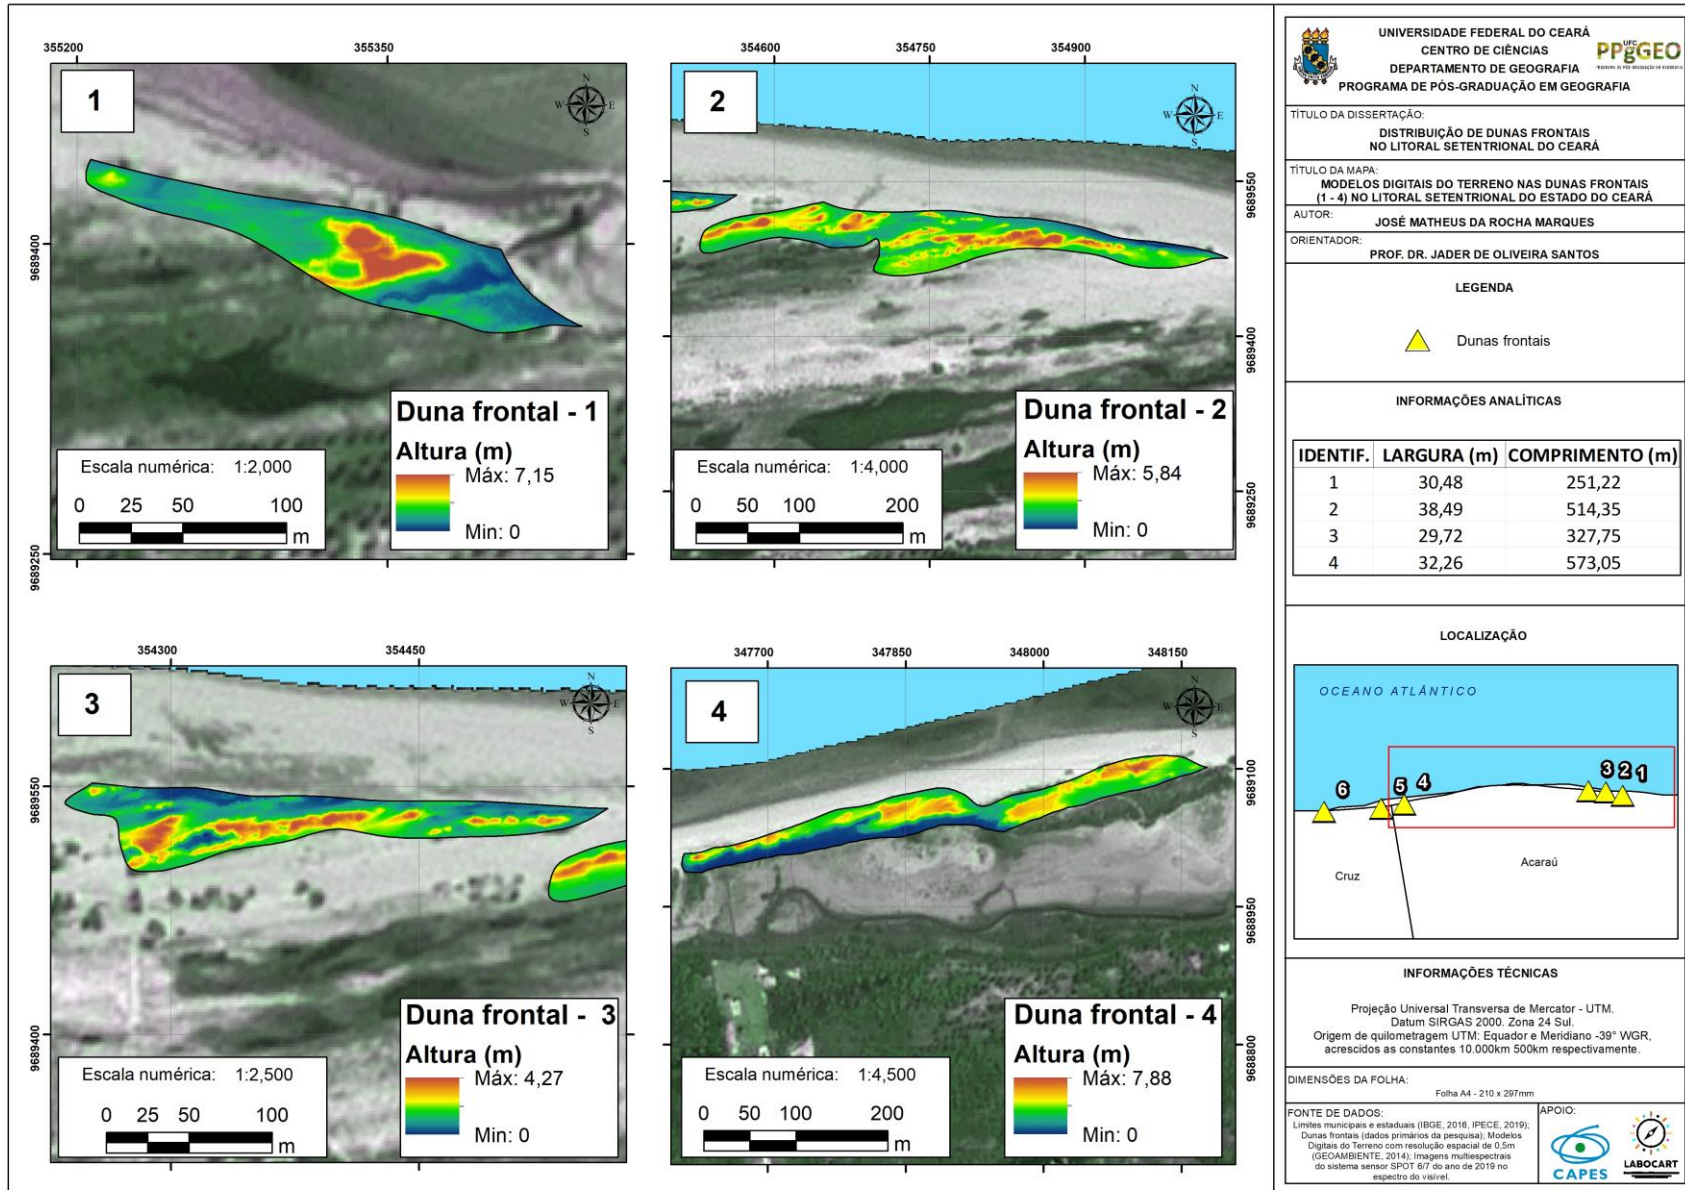 355200
355350
9689400
9689250
1
N
W
E
S
Duna frontal - 1
Altura (m)
Máx: 7,15
Min: 0
Escala numérica: 1:2,000
0 25 50 100
m
354600
354750
354900
9689550
9689400
9689250
2
N
W
E
S
Duna frontal - 2
Altura (m)
Máx: 5,84
Min: 0
Escala numérica: 1:4,000
0 50 100 200
m
354300
354450
9689550
9689400
3
N
W
E
S
Duna frontal - 3
Altura (m)
Máx: 4,27
Min: 0
Escala numérica: 1:2,500
0 25 50 100
m
347700
347850
348000
348150
9689100
9688950
9688800
4
N
W
E
S
Duna frontal - 4
Altura (m)
Máx: 7,88
Min: 0
Escala numérica: 1:4,500
0 50 100 200
m
UNIVERSIDADE FEDERAL DO CEARÁ
CENTRO DE CIÊNCIAS
DEPARTAMENTO DE GEOGRAFIA
PROGRAMA DE PÓS-GRADUAÇÃO EM GEOGRAFIA
UFC
PPgGEO
PROGRAMA DE PÓS-GRADUAÇÃO EM GEOGRAFIA
TÍTULO DA DISSERTAÇÃO:
DISTRIBUIÇÃO DE DUNAS FRONTAIS
NO LITORAL SETENTRIONAL DO CEARÁ
TÍTULO DA MAPA:
MODELOS DIGITAIS DO TERRENO NAS DUNAS FRONTAIS
(1 - 4) NO LITORAL SETENTRIONAL DO ESTADO DO CEARÁ
AUTOR:
JOSÉ MATHEUS DA ROCHA MARQUES
ORIENTADOR:
PROF. DR. JADER DE OLIVEIRA SANTOS
LEGENDA
Dunas frontais
INFORMAÇÕES ANALÍTICAS
IDENTIF. LARGURA (m) COMPRIMENTO (m)
1 30,48 251,22
2 38,49 514,35
3 29,72 327,75
4 32,26 573,05
LOCALIZAÇÃO
OCEANO ATLÂNTICO
6 5 4 3 2 1
Cruz
Acaraú
INFORMAÇÕES TÉCNICAS
Projeção Universal Transversa de Mercator - UTM.
Datum SIRGAS 2000. Zona 24 Sul.
Origem de quilometragem UTM: Equador e Meridiano -39° WGR,
acrescidos as constantes 10.000km 500km respectivamente.
DIMENSÕES DA FOLHA:
Folha A4 - 210 x 297mm
FONTE DE DADOS:
Limites municipais e estaduais (IBGE, 2016, IPECE, 2019);
Dunas frontais (dados primários da pesquisa); Modelos
Digitais do Terreno com resolução espacial de 0,5m
(GEOAMBIENTE, 2014); Imagens multiespectrais
do sistema sensor SPOT 6/7 do ano de 2019 no
espectro do visível.
APOIO:
CAPES
LABOCART